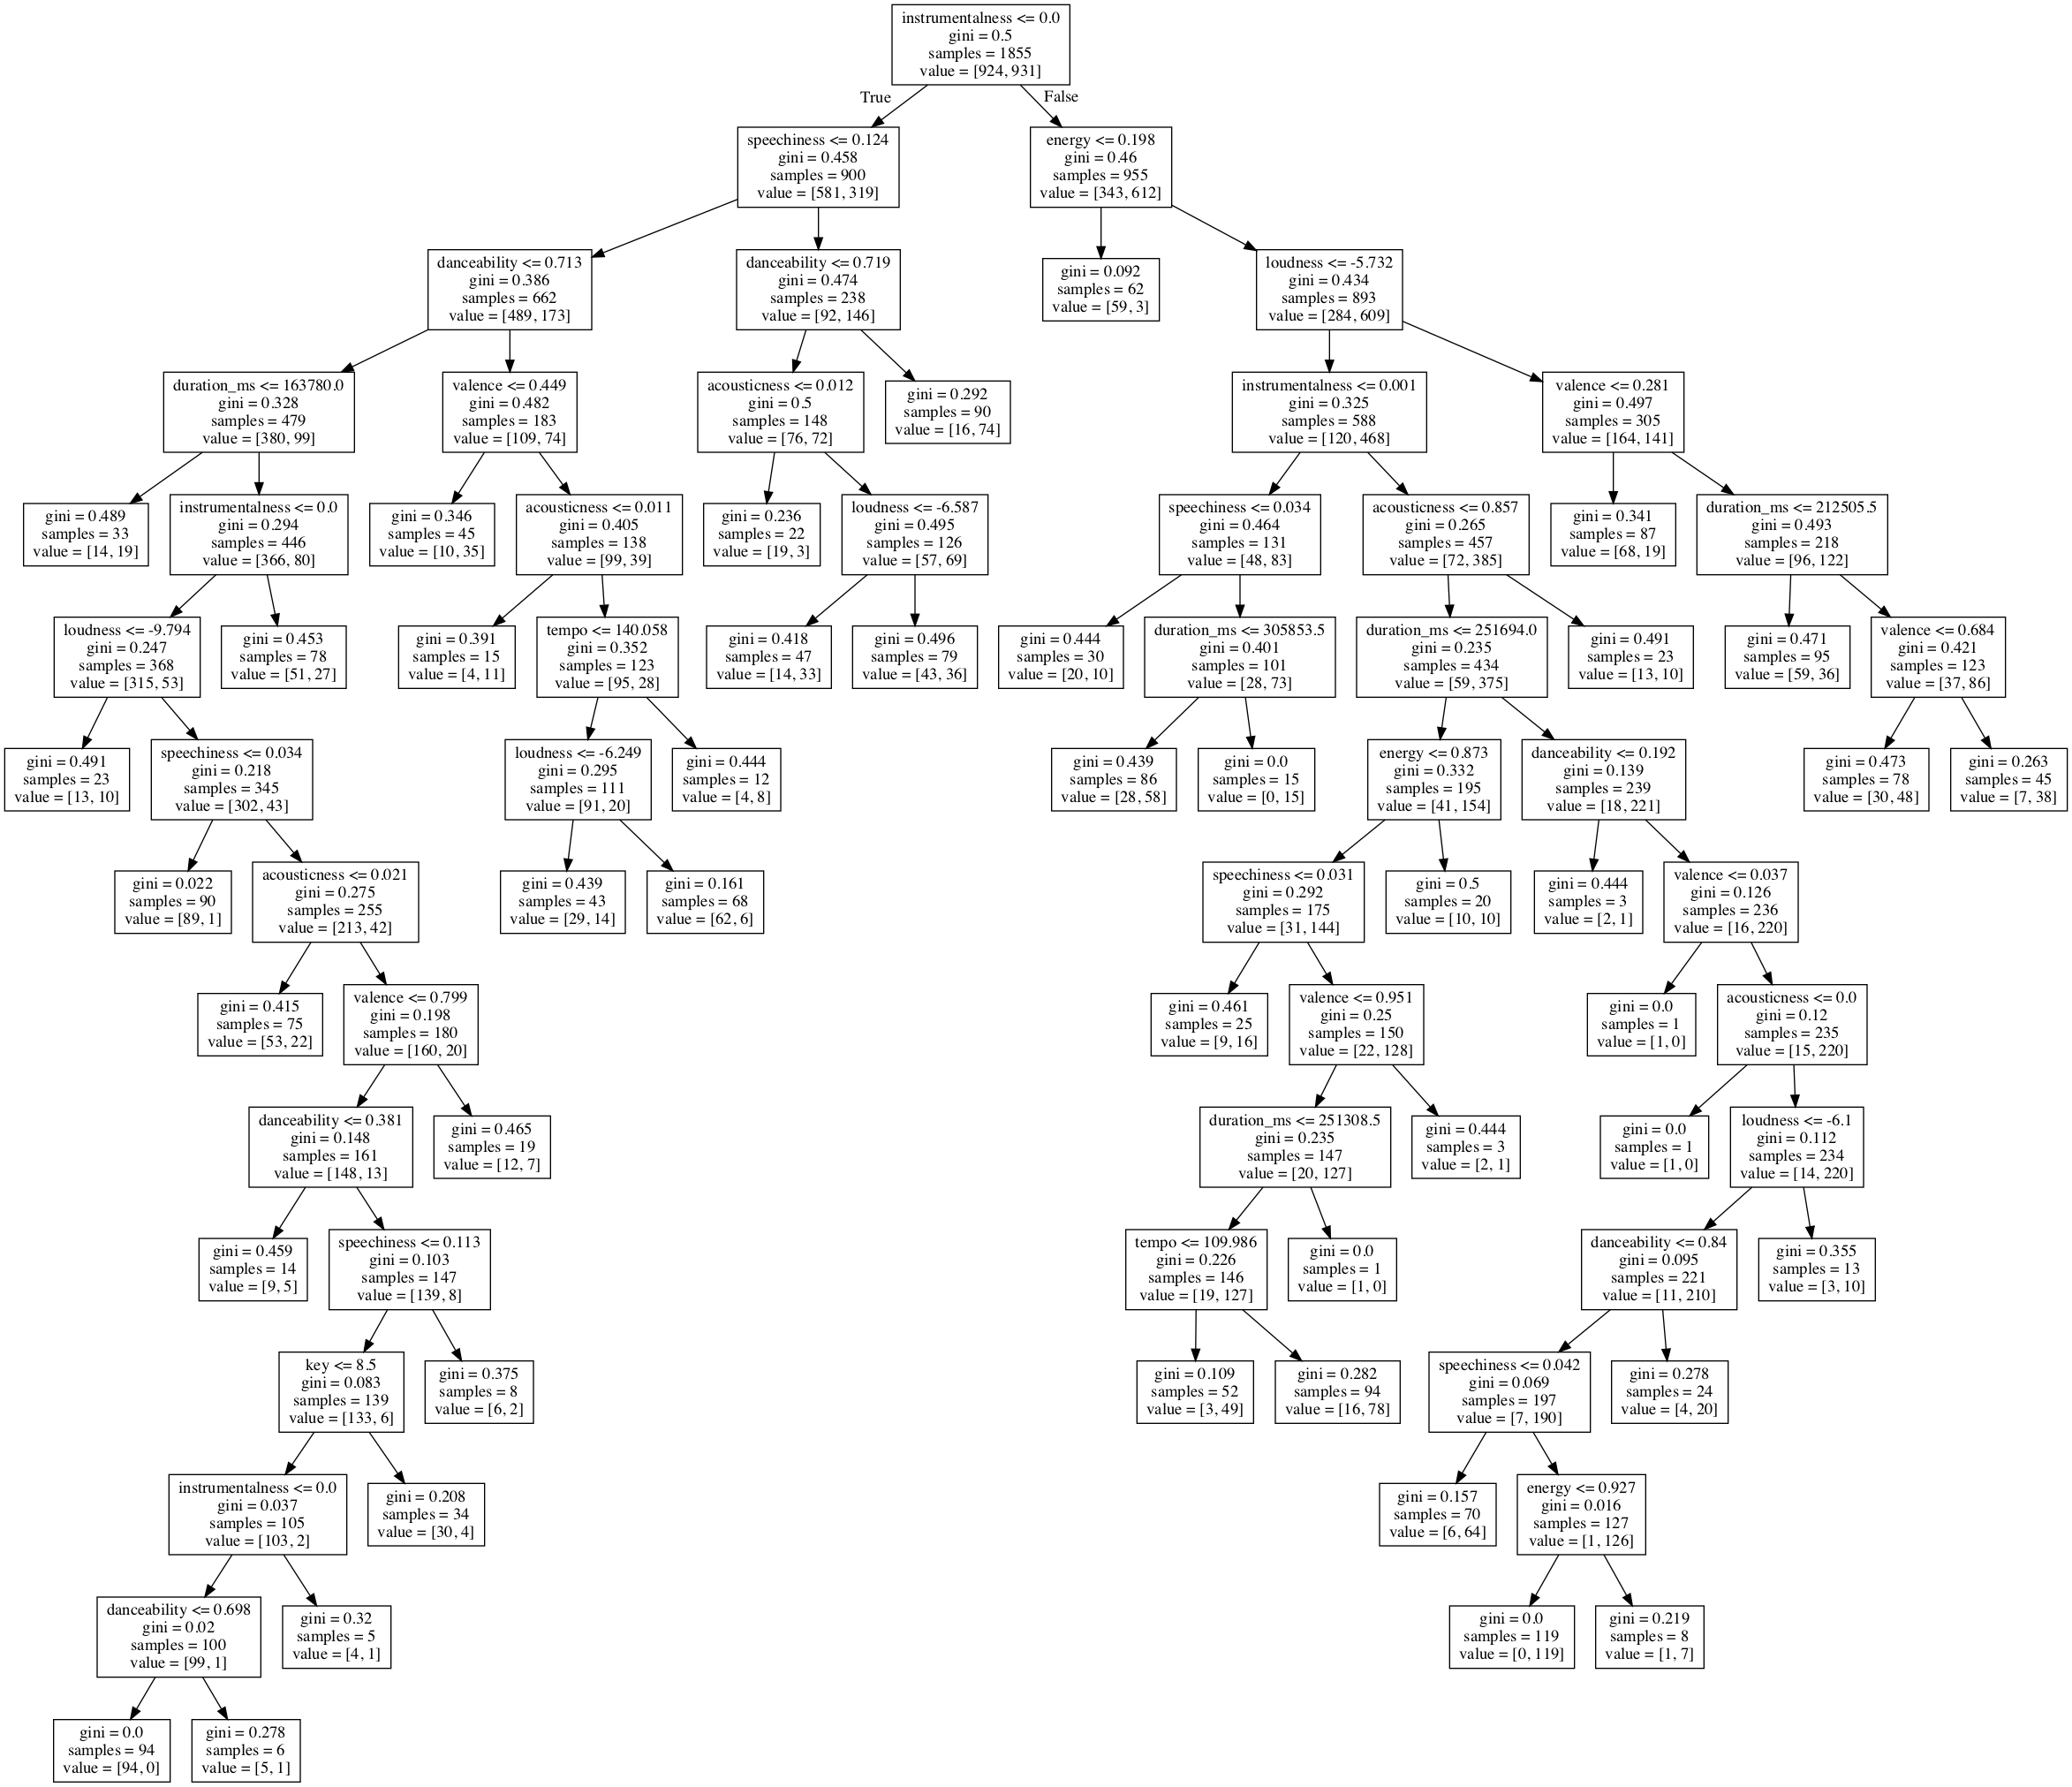 instrumentalness <= 0.0
gini = 0.5
samples = 1855
value = [924, 931]
True
False
speechiness <= 0.124
gini = 0.458
samples = 900
value = [581, 319]
energy <= 0.198
gini = 0.46
samples = 955
value = [343, 612]
danceability <= 0.713
gini = 0.386
samples = 662
value = [489, 173]
danceability <= 0.719
gini = 0.474
samples = 238
value = [92, 146]
gini = 0.092
samples = 62
value = [59, 3]
loudness <= -5.732
gini = 0.434
samples = 893
value = [284, 609]
duration_ms <= 163780.0
gini = 0.328
samples = 479
value = [380, 99]
valence <= 0.449
gini = 0.482
samples = 183
value = [109, 74]
acousticness <= 0.012
gini = 0.5
samples = 148
value = [76, 72]
gini = 0.292
samples = 90
value = [16, 74]
instrumentalness <= 0.001
gini = 0.325
samples = 588
value = [120, 468]
valence <= 0.281
gini = 0.497
samples = 305
value = [164, 141]
gini = 0.489
samples = 33
value = [14, 19]
instrumentalness <= 0.0
gini = 0.294
samples = 446
value = [366, 80]
gini = 0.346
samples = 45
value = [10, 35]
acousticness <= 0.011
gini = 0.405
samples = 138
value = [99, 39]
gini = 0.236
samples = 22
value = [19, 3]
loudness <= -6.587
gini = 0.495
samples = 126
value = [57, 69]
speechiness <= 0.034
gini = 0.464
samples = 131
value = [48, 83]
acousticness <= 0.857
gini = 0.265
samples = 457
value = [72, 385]
gini = 0.341
samples = 87
value = [68, 19]
duration_ms <= 212505.5
gini = 0.493
samples = 218
value = [96, 122]
loudness <= -9.794
gini = 0.247
samples = 368
value = [315, 53]
gini = 0.453
samples = 78
value = [51, 27]
gini = 0.391
samples = 15
value = [4, 11]
tempo <= 140.058
gini = 0.352
samples = 123
value = [95, 28]
gini = 0.418
samples = 47
value = [14, 33]
gini = 0.496
samples = 79
value = [43, 36]
gini = 0.444
samples = 30
value = [20, 10]
duration_ms <= 305853.5
gini = 0.401
samples = 101
value = [28, 73]
duration_ms <= 251694.0
gini = 0.235
samples = 434
value = [59, 375]
gini = 0.491
samples = 23
value = [13, 10]
gini = 0.471
samples = 95
value = [59, 36]
valence <= 0.684
gini = 0.421
samples = 123
value = [37, 86]
gini = 0.491
samples = 23
value = [13, 10]
speechiness <= 0.034
gini = 0.218
samples = 345
value = [302, 43]
loudness <= -6.249
gini = 0.295
samples = 111
value = [91, 20]
gini = 0.444
samples = 12
value = [4, 8]
gini = 0.439
samples = 86
value = [28, 58]
gini = 0.0
samples = 15
value = [0, 15]
energy <= 0.873
gini = 0.332
samples = 195
value = [41, 154]
danceability <= 0.192
gini = 0.139
samples = 239
value = [18, 221]
gini = 0.473
samples = 78
value = [30, 48]
gini = 0.263
samples = 45
value = [7, 38]
gini = 0.022
samples = 90
value = [89, 1]
acousticness <= 0.021
gini = 0.275
samples = 255
value = [213, 42]
gini = 0.439
samples = 43
value = [29, 14]
gini = 0.161
samples = 68
value = [62, 6]
speechiness <= 0.031
gini = 0.292
samples = 175
value = [31, 144]
gini = 0.5
samples = 20
value = [10, 10]
gini = 0.444
samples = 3
value = [2, 1]
valence <= 0.037
gini = 0.126
samples = 236
value = [16, 220]
gini = 0.415
samples = 75
value = [53, 22]
valence <= 0.799
gini = 0.198
samples = 180
value = [160, 20]
gini = 0.461
samples = 25
value = [9, 16]
valence <= 0.951
gini = 0.25
samples = 150
value = [22, 128]
gini = 0.0
samples = 1
value = [1, 0]
acousticness <= 0.0
gini = 0.12
samples = 235
value = [15, 220]
danceability <= 0.381
gini = 0.148
samples = 161
value = [148, 13]
gini = 0.465
samples = 19
value = [12, 7]
duration_ms <= 251308.5
gini = 0.235
samples = 147
value = [20, 127]
gini = 0.444
samples = 3
value = [2, 1]
gini = 0.0
samples = 1
value = [1, 0]
loudness <= -6.1
gini = 0.112
samples = 234
value = [14, 220]
gini = 0.459
samples = 14
value = [9, 5]
speechiness <= 0.113
gini = 0.103
samples = 147
value = [139, 8]
tempo <= 109.986
gini = 0.226
samples = 146
value = [19, 127]
gini = 0.0
samples = 1
value = [1, 0]
danceability <= 0.84
gini = 0.095
samples = 221
value = [11, 210]
gini = 0.355
samples = 13
value = [3, 10]
key <= 8.5
gini = 0.083
samples = 139
value = [133, 6]
gini = 0.375
samples = 8
value = [6, 2]
gini = 0.109
samples = 52
value = [3, 49]
gini = 0.282
samples = 94
value = [16, 78]
speechiness <= 0.042
gini = 0.069
samples = 197
value = [7, 190]
gini = 0.278
samples = 24
value = [4, 20]
instrumentalness <= 0.0
gini = 0.037
samples = 105
value = [103, 2]
gini = 0.208
samples = 34
value = [30, 4]
gini = 0.157
samples = 70
value = [6, 64]
energy <= 0.927
gini = 0.016
samples = 127
value = [1, 126]
danceability <= 0.698
gini = 0.02
samples = 100
value = [99, 1]
gini = 0.32
samples = 5
value = [4, 1]
gini = 0.0
samples = 119
value = [0, 119]
gini = 0.219
samples = 8
value = [1, 7]
gini = 0.0
samples = 94
value = [94, 0]
gini = 0.278
samples = 6
value = [5, 1]